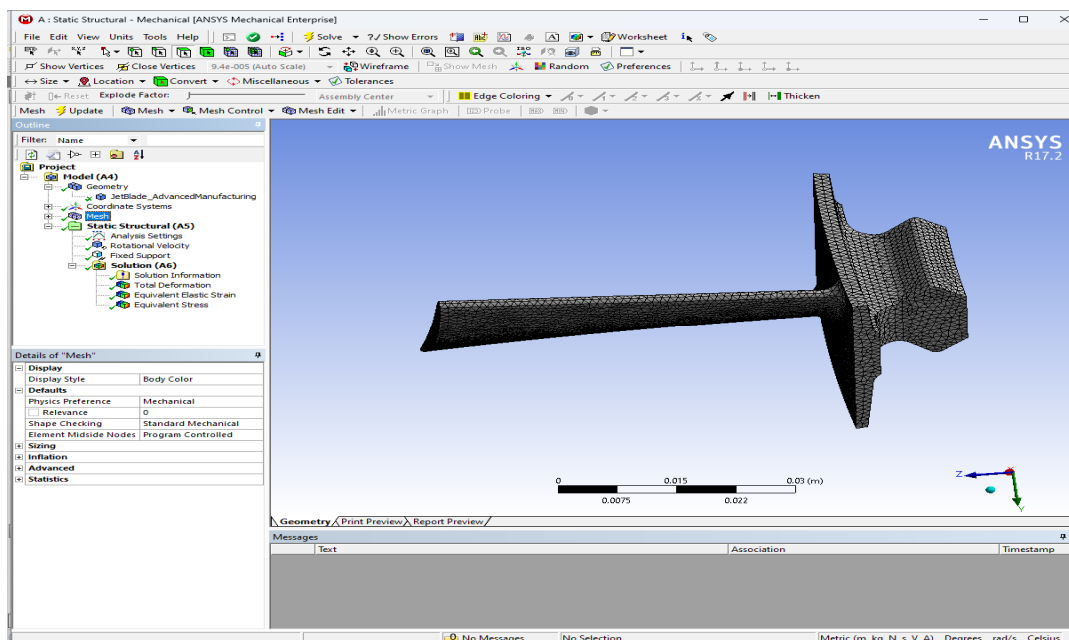 A : Static Structural - Mechanical [ANSYS Mechanical Enterprise]
File Edit View Units Tools Help Solve ?/ Show Errors Worksheet
Show Vertices Close Vertices 9.4e-005 (Auto Scale) Wireframe Show Mesh Random Preferences
Size Location Convert Miscellaneous Tolerances
Reset Explode Factor: Assembly Center Edge Coloring Thicken
Mesh Update Mesh Mesh Control Mesh Edit Metric Graph Probe
Outline
Filter: Name
Project
Model (A4)
Geometry
JetBlade_AdvancedManufacturing
Coordinate Systems
Mesh
Static Structural (A5)
Analysis Settings
Rotational Velocity
Fixed Support
Solution (A6)
Solution Information
Total Deformation
Equivalent Elastic Strain
Equivalent Stress
ANSYS
R17.2
Details of "Mesh"
Display
Display Style Body Color
Defaults
Physics Preference Mechanical
Relevance 0
Shape Checking Standard Mechanical
Element Midside Nodes Program Controlled
Sizing
Inflation
Advanced
Statistics
0 0.015 0.03 (m)
0.0075 0.022
Z
X
Y
Geometry Print Preview Report Preview
Messages
Text Association Timestamp
No Messages No Selection Metric (m, kg, N, s, V, A) Degrees rad/s Celsius